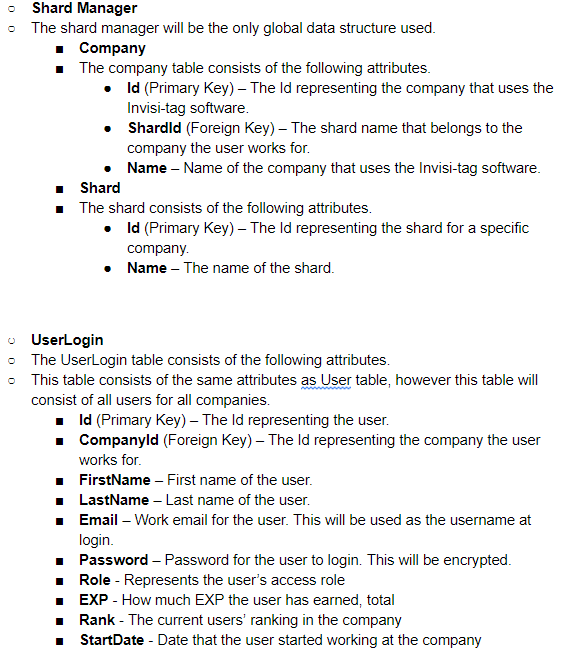 ○ Shard Manager
○ The shard manager will be the only global data structure used.
■ Company
■ The company table consists of the following attributes.
● Id (Primary Key) – The Id representing the company that uses the
Invisi-tag software.
● ShardId (Foreign Key) – The shard name that belongs to the
company the user works for.
● Name – Name of the company that uses the Invisi-tag software.
■ Shard
■ The shard consists of the following attributes.
● Id (Primary Key) – The Id representing the shard for a specific
company.
● Name – The name of the shard.
○ UserLogin
○ The UserLogin table consists of the following attributes.
○ This table consists of the same attributes as User table, however this table will
consist of all users for all companies.
■ Id (Primary Key) – The Id representing the user.
■ CompanyId (Foreign Key) – The Id representing the company the user
works for.
■ FirstName – First name of the user.
■ LastName – Last name of the user.
■ Email – Work email for the user. This will be used as the username at
login.
■ Password – Password for the user to login. This will be encrypted.
■ Role - Represents the user’s access role
■ EXP - How much EXP the user has earned, total
■ Rank - The current users’ ranking in the company
■ StartDate - Date that the user started working at the company